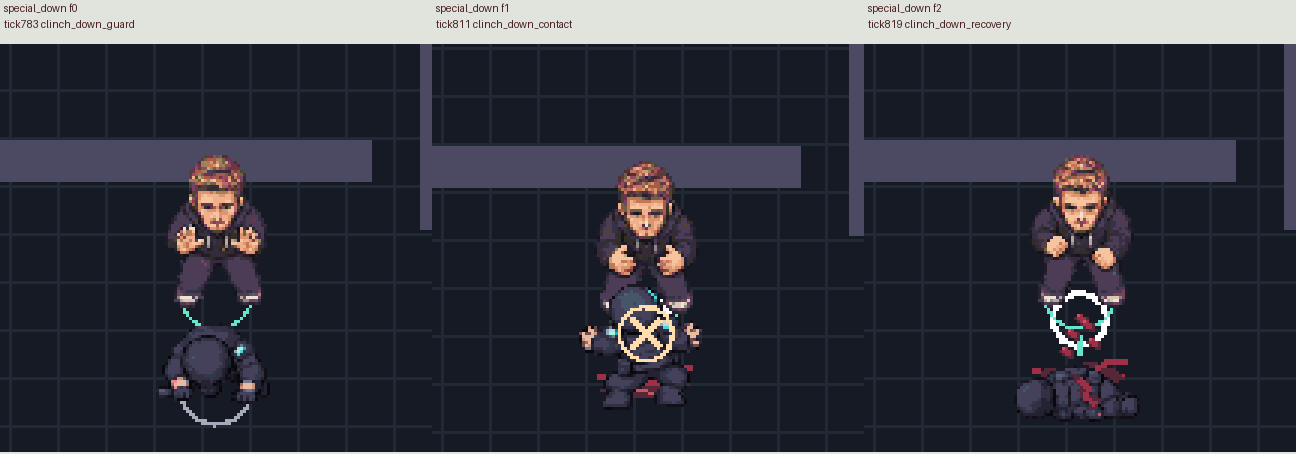 special_down f0
tick783 clinch_down_guard
special_down f1
tick811 clinch_down_contact
special_down f2
tick819 clinch_down_recovery